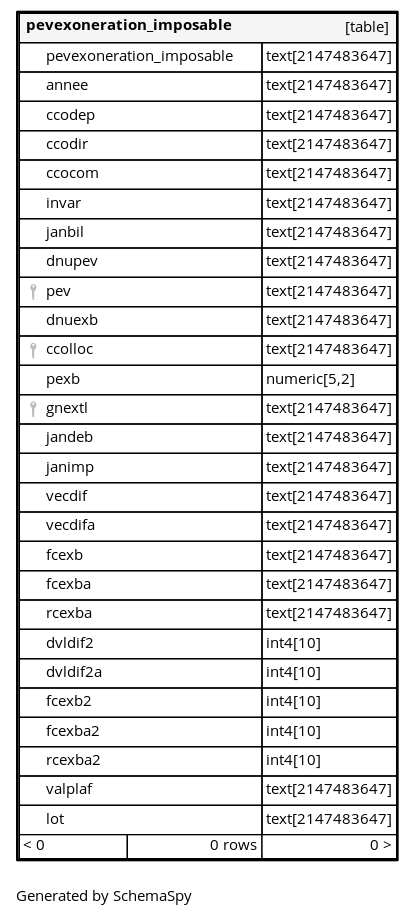 pevexoneration_imposable [table]
pevexoneration_imposable text[2147483647]
annee text[2147483647]
ccodep text[2147483647]
ccodir text[2147483647]
ccocom text[2147483647]
invar text[2147483647]
janbil text[2147483647]
dnupev text[2147483647]
pev text[2147483647]
dnuexb text[2147483647]
ccolloc text[2147483647]
pexb numeric[5,2]
gnextl text[2147483647]
jandeb text[2147483647]
janimp text[2147483647]
vecdif text[2147483647]
vecdifa text[2147483647]
fcexb text[2147483647]
fcexba text[2147483647]
rcexba text[2147483647]
dvldif2 int4[10]
dvldif2a int4[10]
fcexb2 int4[10]
fcexba2 int4[10]
rcexba2 int4[10]
valplaf text[2147483647]
lot text[2147483647]
< 0 0 rows 0 >
Generated by SchemaSpy